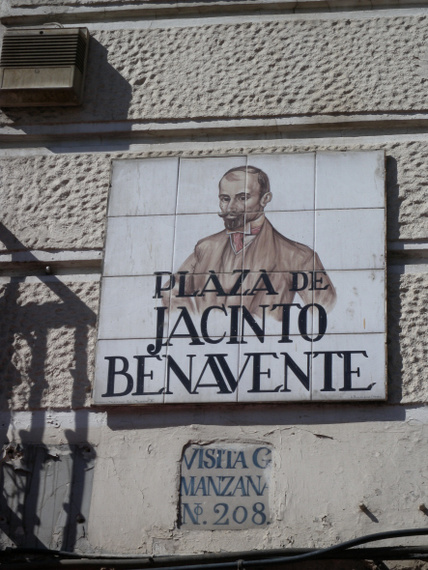 PLAZA DE
JACINTO
BENAVENTE
VISITA G
MANZANA
Nº. 208.